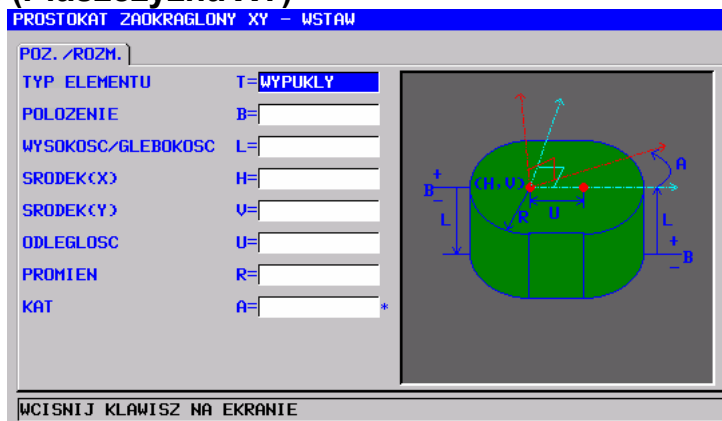 PROSTOKAT ZAOKRAGLONY XY - WSTAW
POZ./ROZM.
TYP ELEMENTU T=WYPUKLY
POLOZENIE B=
WYSOKOSC/GLEBOKOSC L=
SRODEK(X) H=
SRODEK(Y) V=
ODLEGLOSC U=
PROMIEN R=
KAT A= *
A
+
B
-
(H,V)
L
R
U
L
+
B
-
WCISNIJ KLAWISZ NA EKRANIE